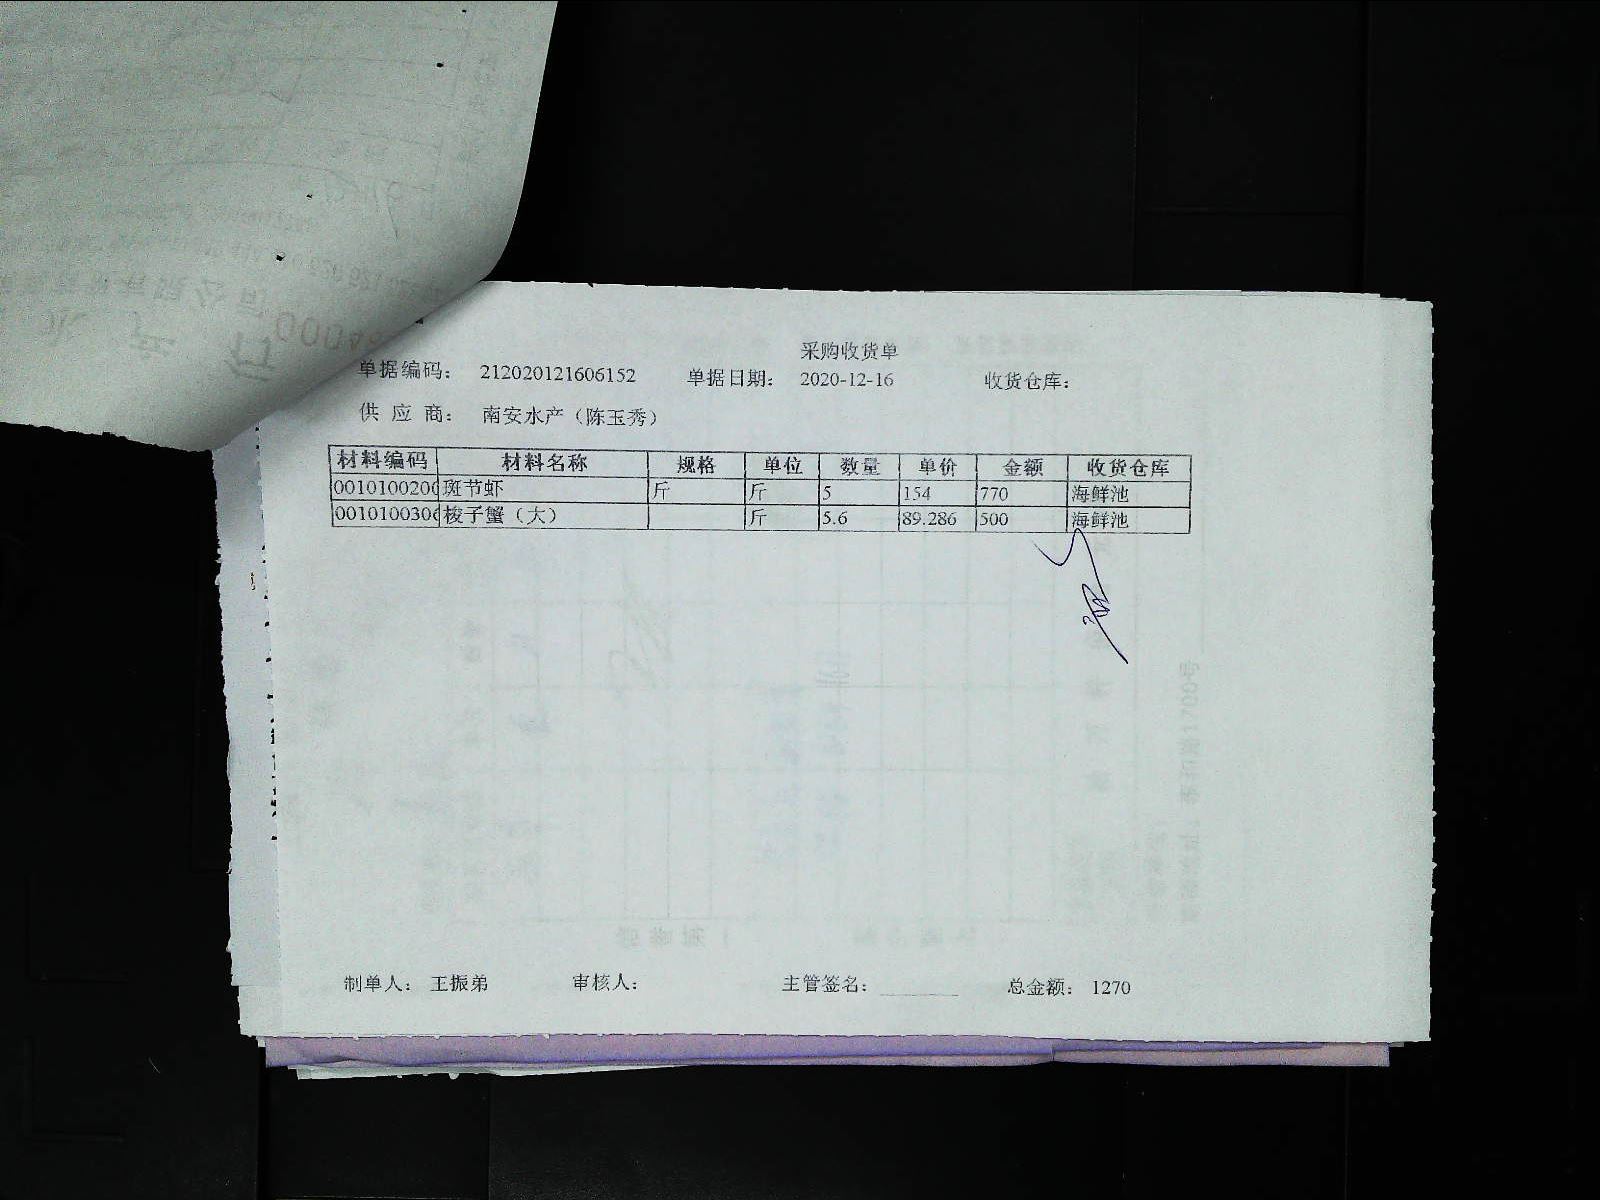 采购收货单
单据编码： 212020121606152 单据日期： 2020-12-16 收货仓库：
供 应 商： 南安水产（陈玉秀）
材料编码 材料名称 规格 单位 数量 单价 金额 收货仓库
0010100200 斑节虾 斤 斤 5 154 770 海鲜池
0010100300 梭子蟹（大） 斤 5.6 89.286 500 海鲜池
制单人： 王振弟 审核人： 主管签名： 总金额： 1270